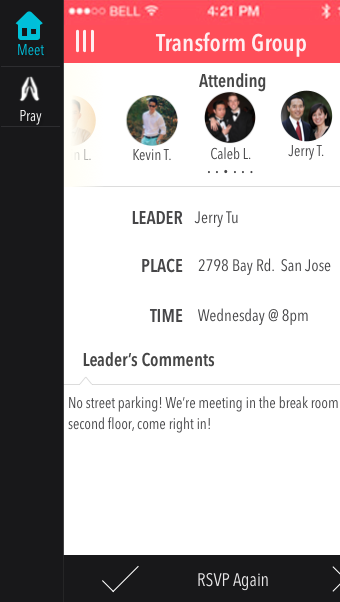 BELL 4:21 PM
Meet
Pray
Transform Group
Attending
n L.
Kevin T.
Caleb L.
Jerry T.
LEADER Jerry Tu
PLACE 2798 Bay Rd. San Jose
TIME Wednesday @ 8pm
Leader's Comments
No street parking! We're meeting in the break room
second floor, come right in!
RSVP Again